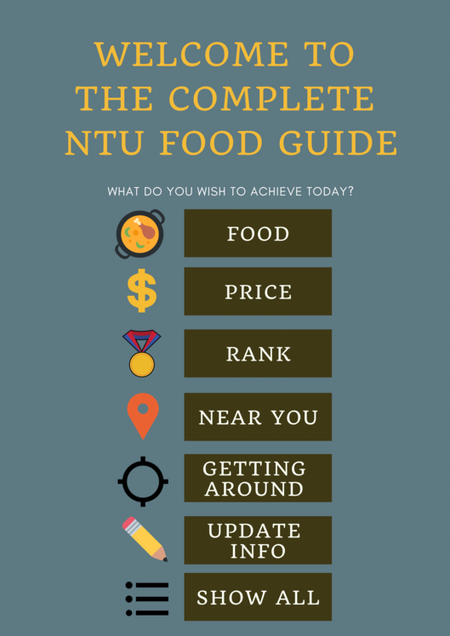 WELCOME TO
THE COMPLETE
NTU FOOD GUIDE
WHAT DO YOU WISH TO ACHIEVE TODAY?
FOOD
$
PRICE
RANK
NEAR YOU
GETTING
AROUND
UPDATE
INFO
SHOW ALL